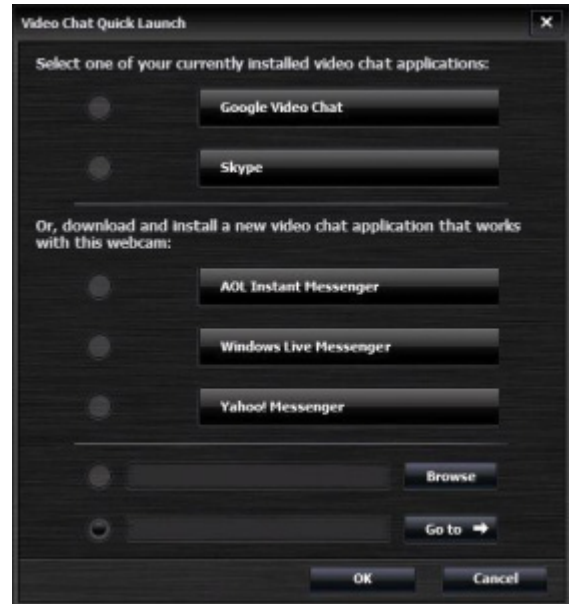 Video Chat Quick Launch
Select one of your currently installed video chat applications:
Google Video Chat
Skype
Or, download and install a new video chat application that works
with this webcam:
AOL Instant Messenger
Windows Live Messenger
Yahoo! Messenger
Browse
Go to
OK Cancel